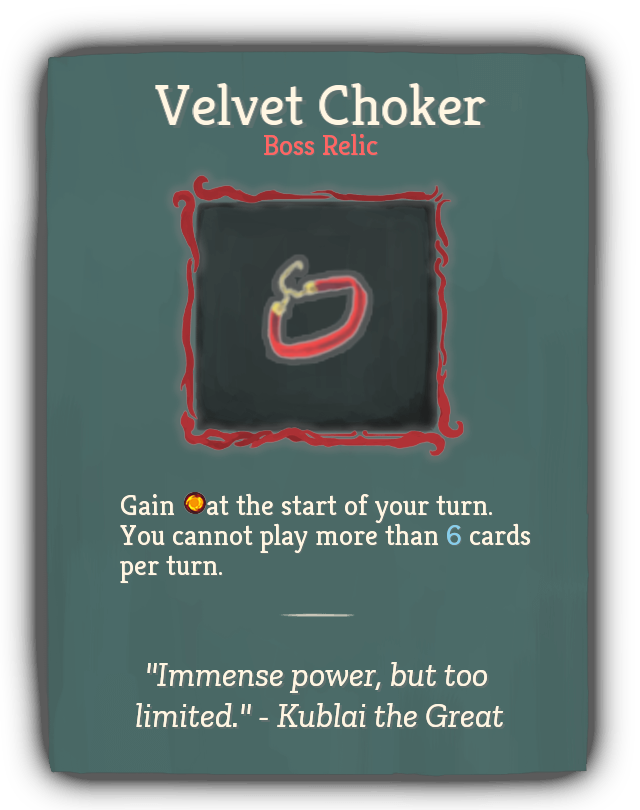 Velvet Choker
Boss Relic
Gain at the start of your turn.
You cannot play more than 6 cards
per turn.
"Immense power, but too
limited." - Kublai the Great